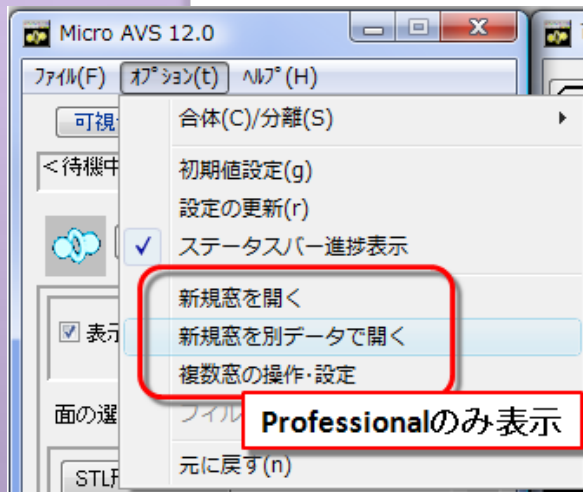 Micro AVS 12.0
ﾌｧｲﾙ(F) ｵﾌﾟｼｮﾝ(t) ﾍﾙﾌﾟ(H)
可視
合体(C)/分離(S)
<待機中
初期値設定(g)
設定の更新(r)
ステータスバー進捗表示
新規窓を開く
表示
新規窓を別データで開く
複数窓の操作･設定
面の選
フィル
Professionalのみ表示
元に戻す(n)
STL